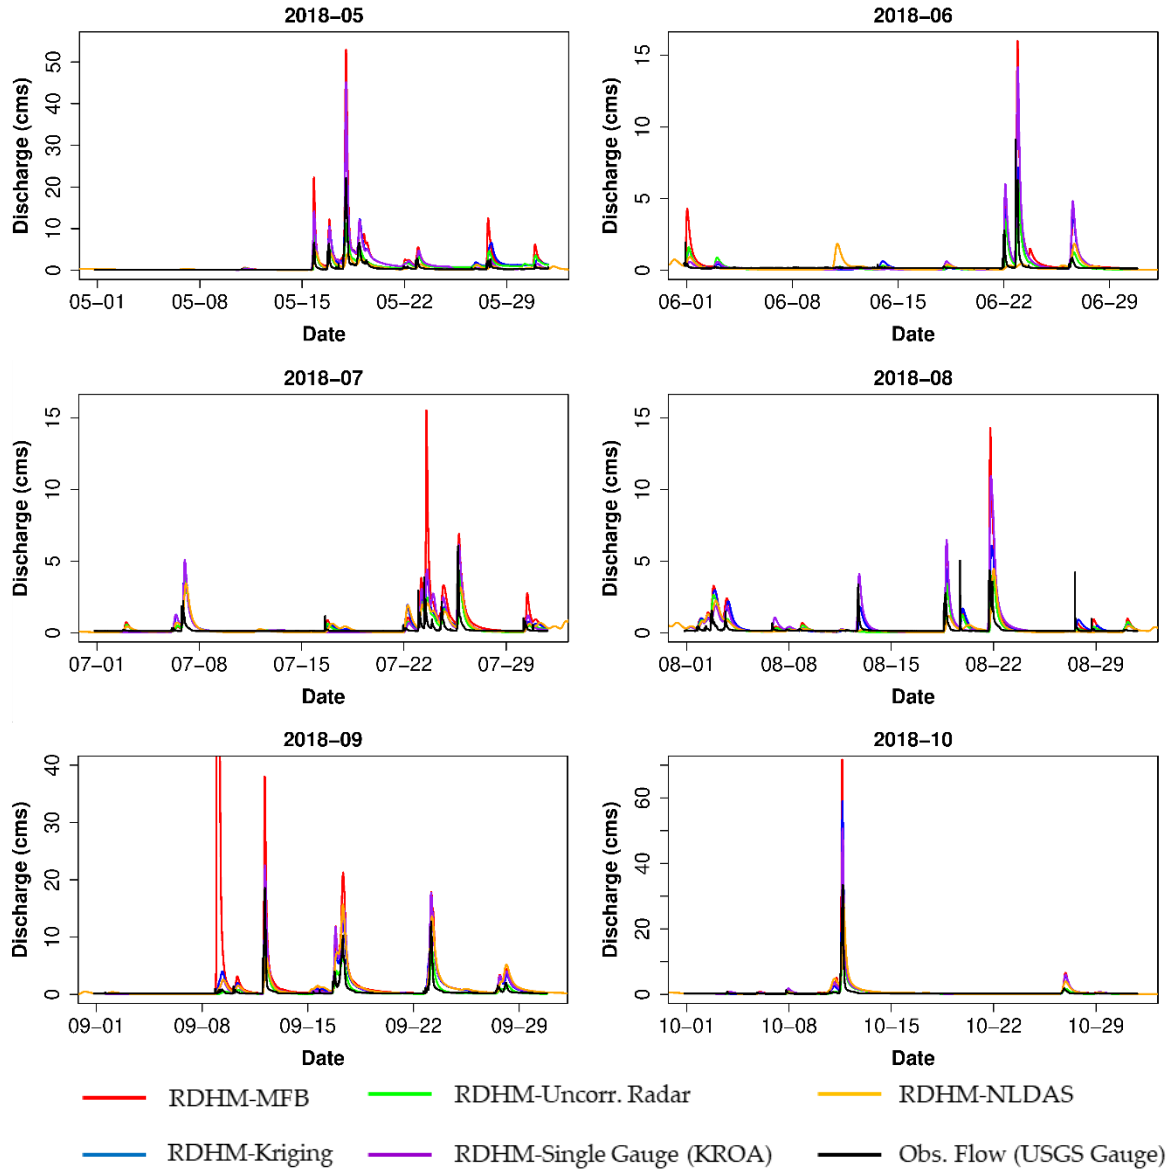 2018-05
Discharge (cms)
50
40
30
20
10
0
05-01 05-08 05-15 05-22 05-29
Date
2018-06
Discharge (cms)
15
10
5
0
06-01 06-08 06-15 06-22 06-29
Date
2018-07
Discharge (cms)
15
10
5
0
07-01 07-08 07-15 07-22 07-29
Date
2018-08
Discharge (cms)
15
10
5
0
08-01 08-08 08-15 08-22 08-29
Date
2018-09
Discharge (cms)
40
30
20
10
0
09-01 09-08 09-15 09-22 09-29
Date
2018-10
Discharge (cms)
60
40
20
0
10-01 10-08 10-15 10-22 10-29
Date
RDHM-MFB RDHM-Uncorr. Radar RDHM-NLDAS
RDHM-Kriging RDHM-Single Gauge (KROA) Obs. Flow (USGS Gauge)